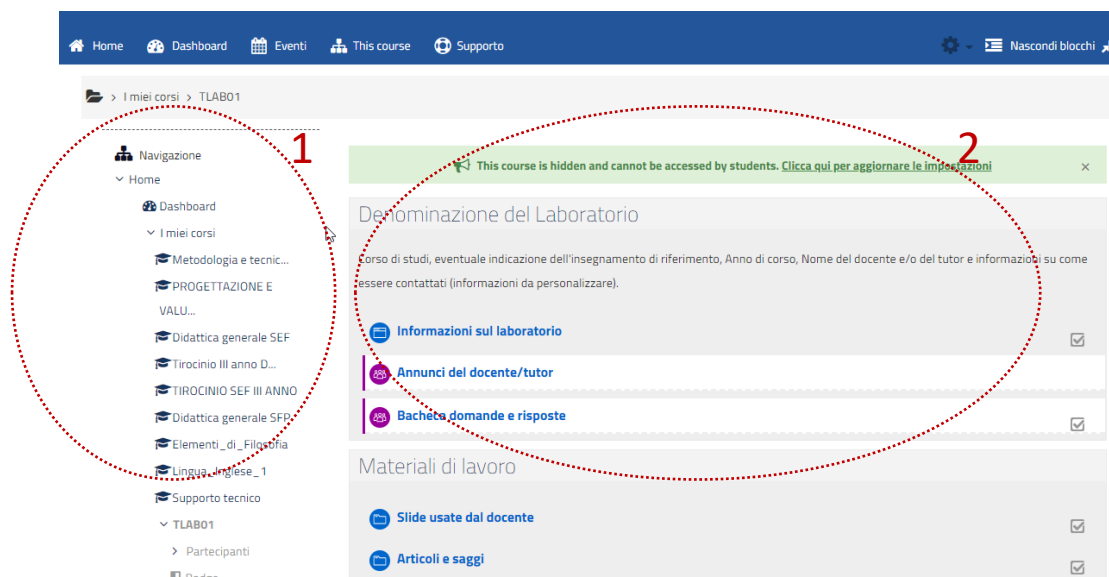 Home Dashboard Eventi This course Supporto Nascondi blocchi
> I miei corsi > TLAB01
1
2
Navigazione
Home
Dashboard
I miei corsi
Metodologia e tecnic...
PROGETTAZIONE E
VALU...
Didattica generale SEF
Tirocinio III anno D...
TIROCINIO SEF III ANNO
Didattica generale SFP
Elementi_di_Filosofia
Lingua_Inglese_1
Supporto tecnico
TLAB01
Partecipanti
Badge
This course is hidden and cannot be accessed by students. Clicca qui per aggiornare le impostazioni ×
Denominazione del Laboratorio
Corso di studi, eventuale indicazione dell'insegnamento di riferimento, Anno di corso, Nome del docente e/o del tutor e informazioni su come
essere contattati (informazioni da personalizzare).
Informazioni sul laboratorio
Annunci del docente/tutor
Bacheca domande e risposte
Materiali di lavoro
Slide usate dal docente
Articoli e saggi